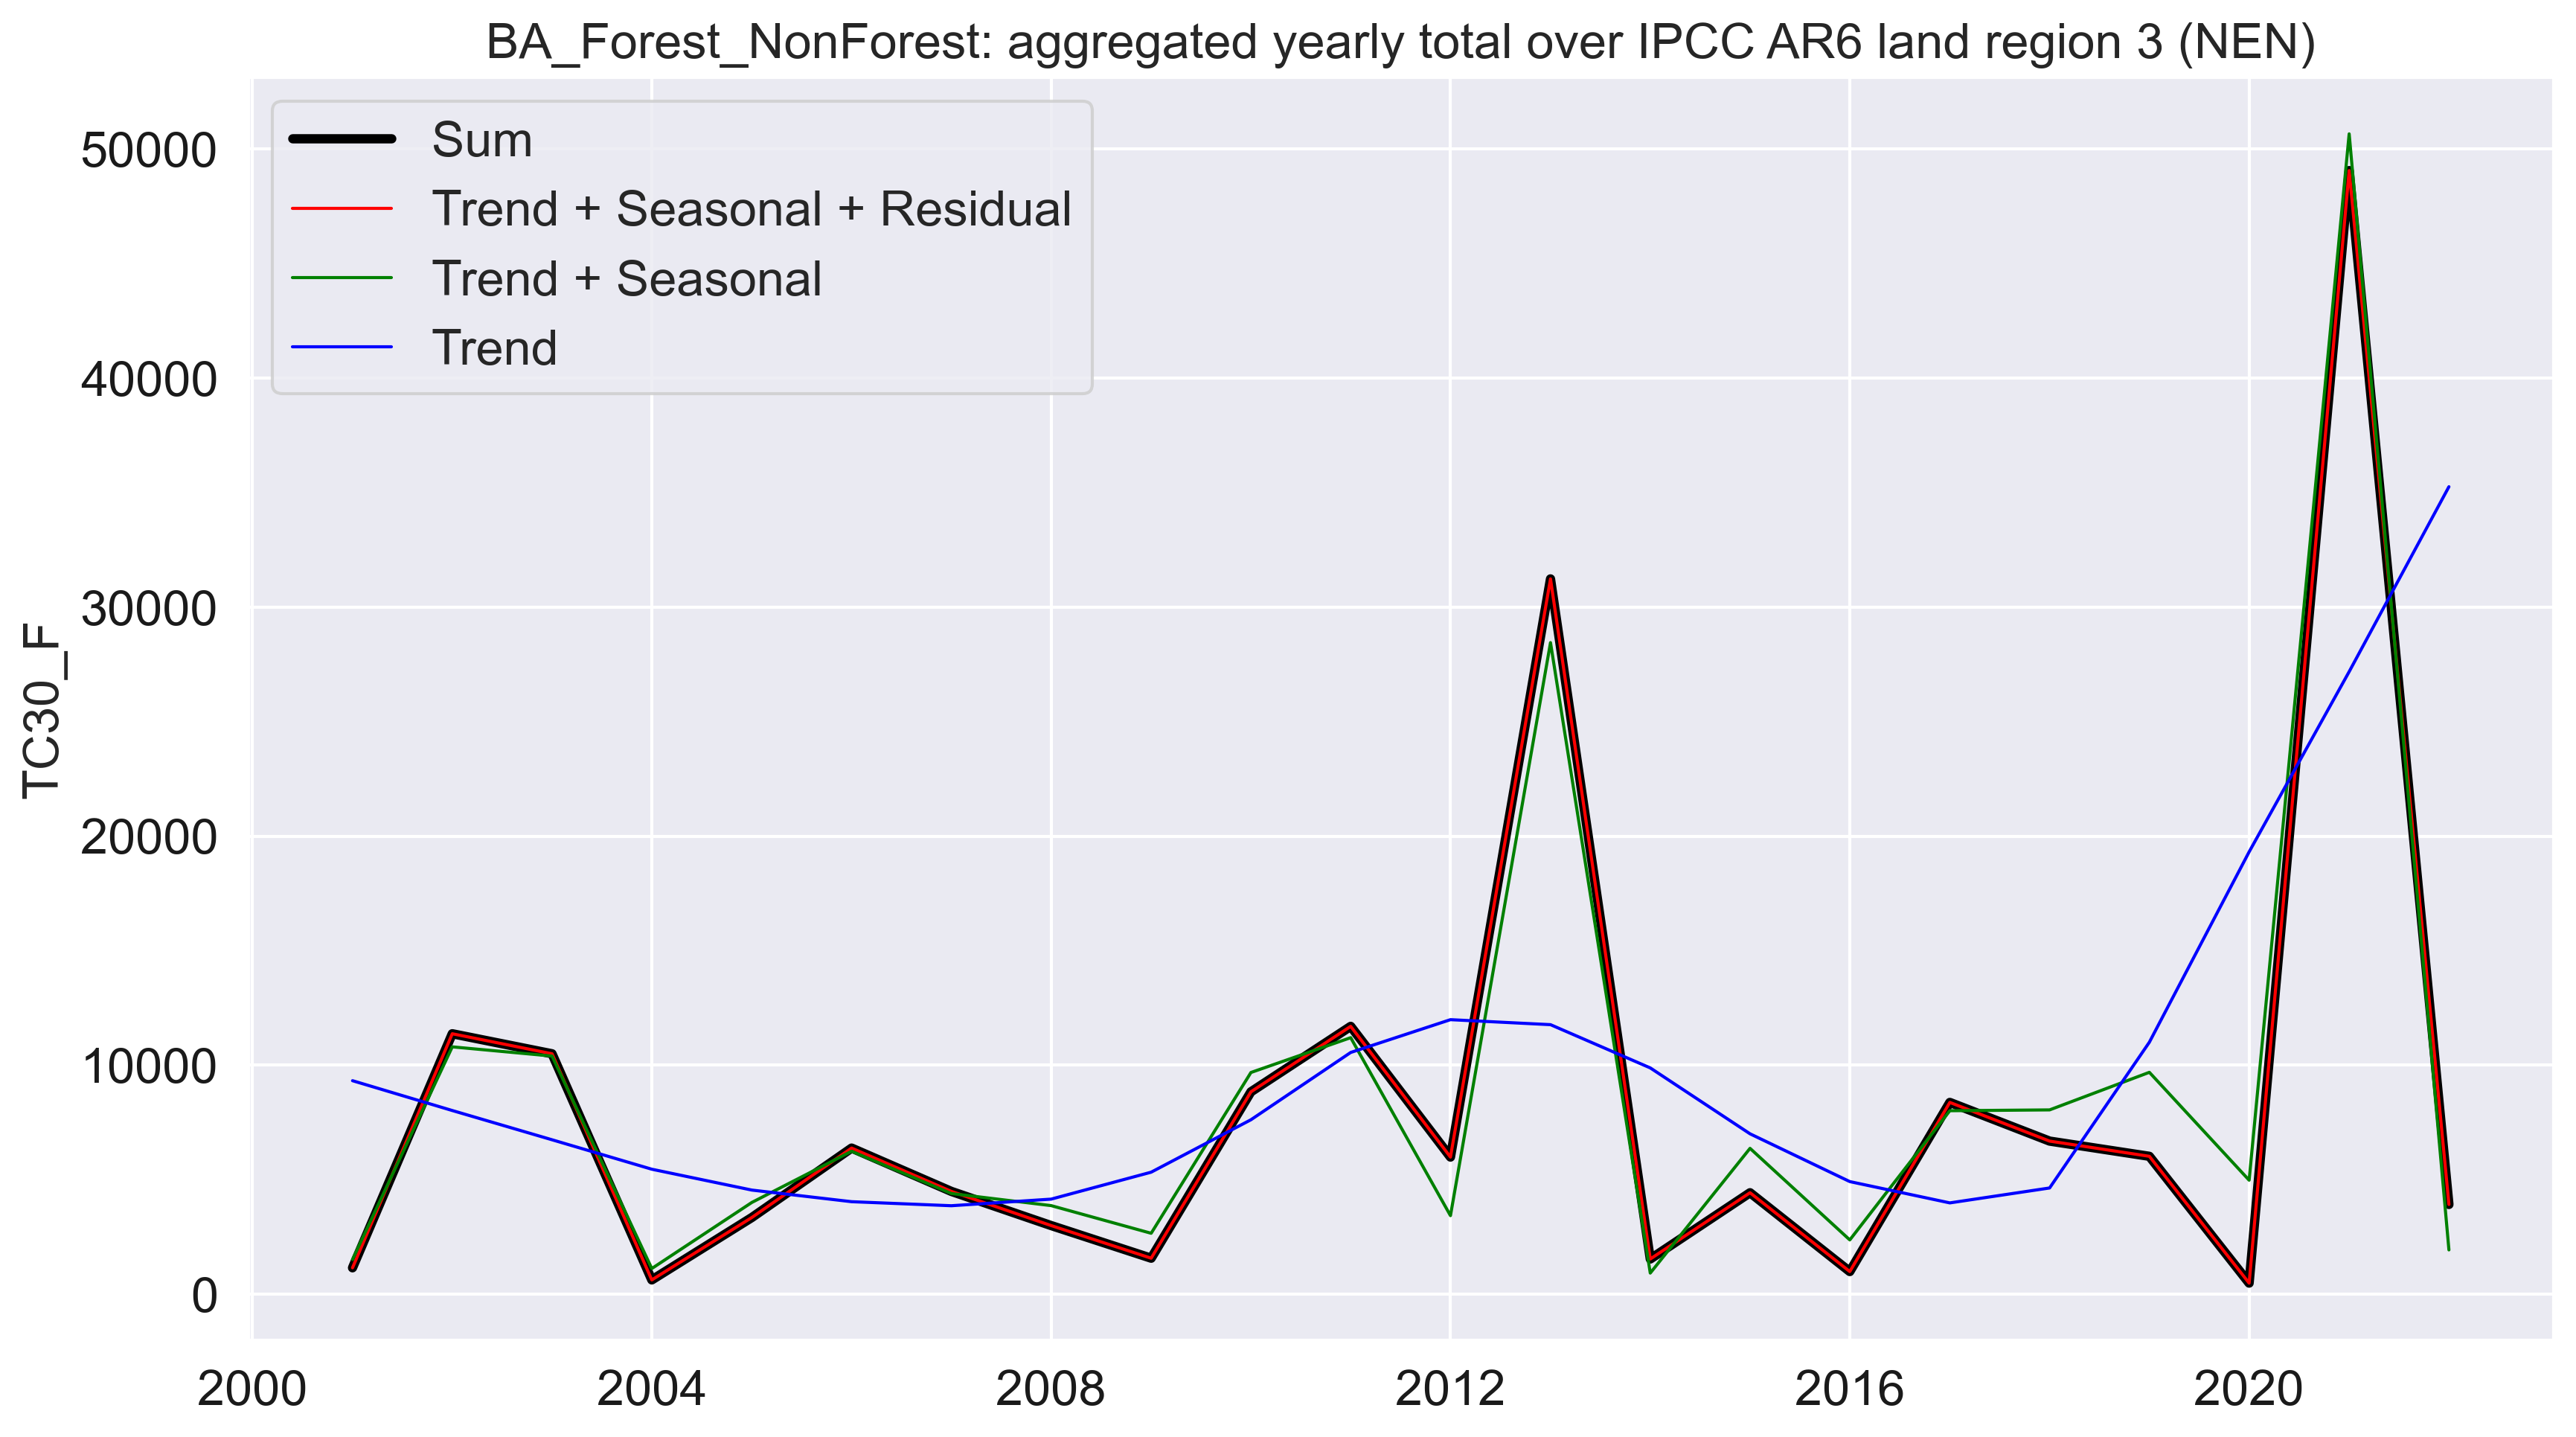 BA_Forest_NonForest: aggregated yearly total over IPCC AR6 land region 3 (NEN)
Sum
Trend + Seasonal + Residual
Trend + Seasonal
Trend
50000
40000
30000
20000
10000
0
TC30_F
2000 2004 2008 2012 2016 2020